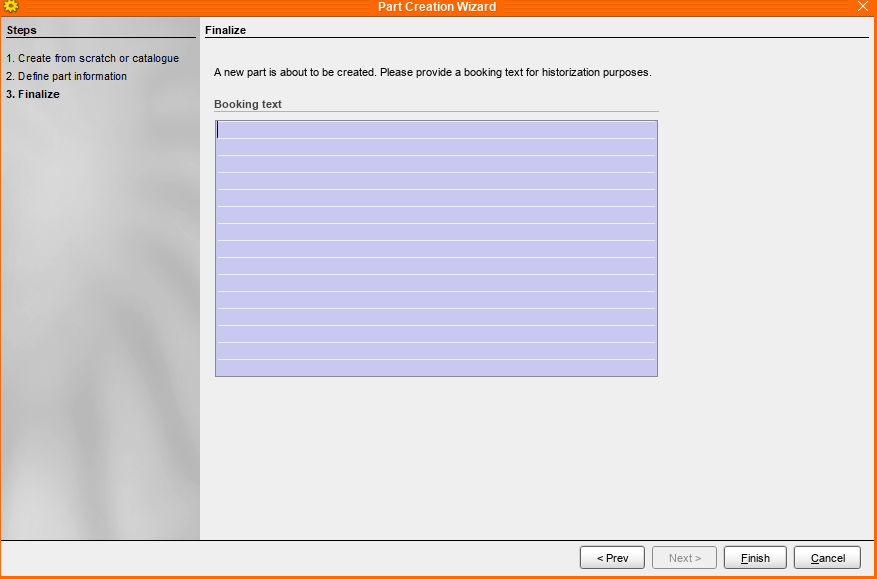 Part Creation Wizard
Steps
1. Create from scratch or catalogue
2. Define part information
3. Finalize
Finalize
A new part is about to be created. Please provide a booking text for historization purposes.
Booking text
< Prev
Next >
Finish
Cancel